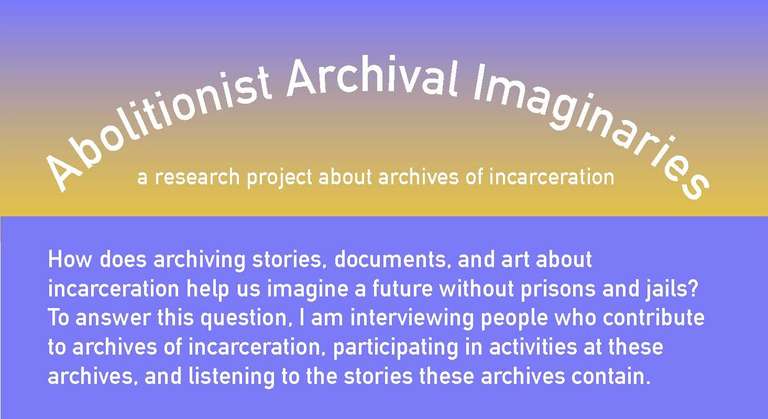 Abolitionist Archival Imaginaries
a research project about archives of incarceration
How does archiving stories, documents, and art about
incarceration help us imagine a future without prisons and jails?
To answer this question, I am interviewing people who contribute
to archives of incarceration, participating in activities at these
archives, and listening to the stories these archives contain.